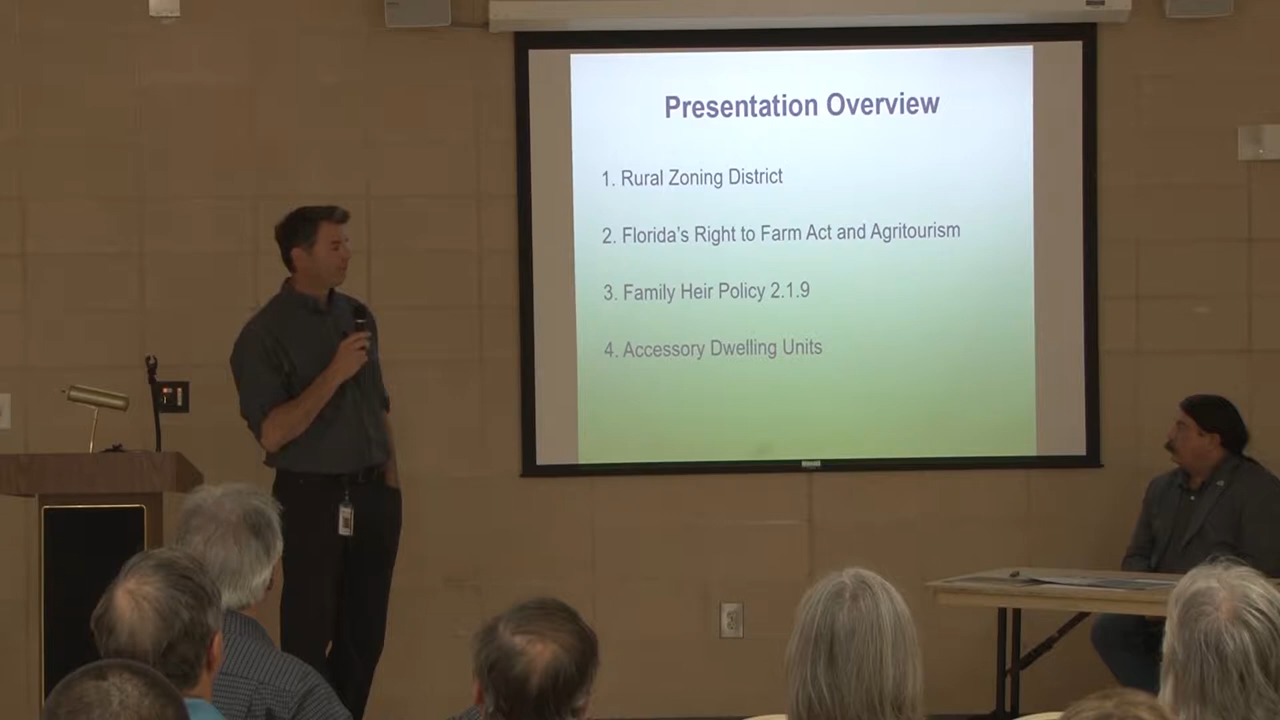 Presentation Overview
1. Rural Zoning District
2. Florida's Right to Farm Act and Agritourism
3. Family Heir Policy 2.1.9
4. Accessory Dwelling Units